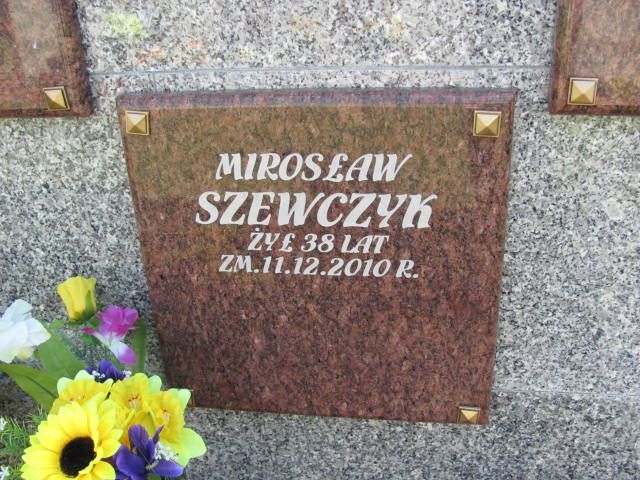 MIROSŁAW
SZEWCZYK
ŻYŁ 38 LAT
ZM.11.12.2010 R.